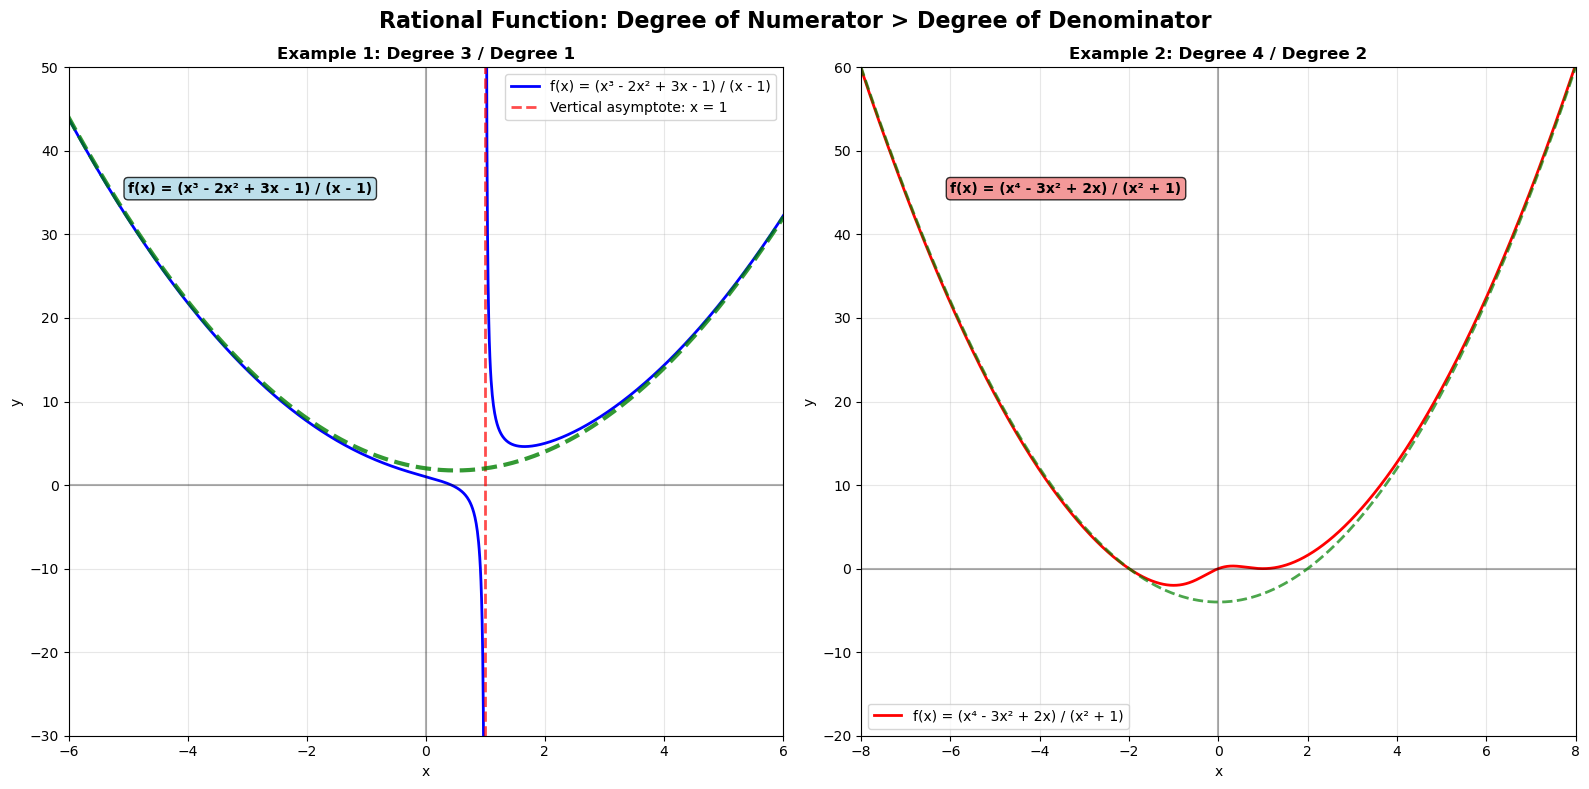 Rational Function: Degree of Numerator > Degree of Denominator
Example 1: Degree 3 / Degree 1
f(x) = (x³ - 2x² + 3x - 1) / (x - 1)
Vertical asymptote: x = 1
f(x) = (x³ - 2x² + 3x - 1) / (x - 1)
50
40
30
20
10
0
−10
−20
−30
y
−6
−4
−2
0
2
4
6
x
Example 2: Degree 4 / Degree 2
f(x) = (x⁴ - 3x² + 2x) / (x² + 1)
60
50
40
30
20
10
0
−10
−20
y
f(x) = (x⁴ - 3x² + 2x) / (x² + 1)
−8
−6
−4
−2
0
2
4
6
8
x